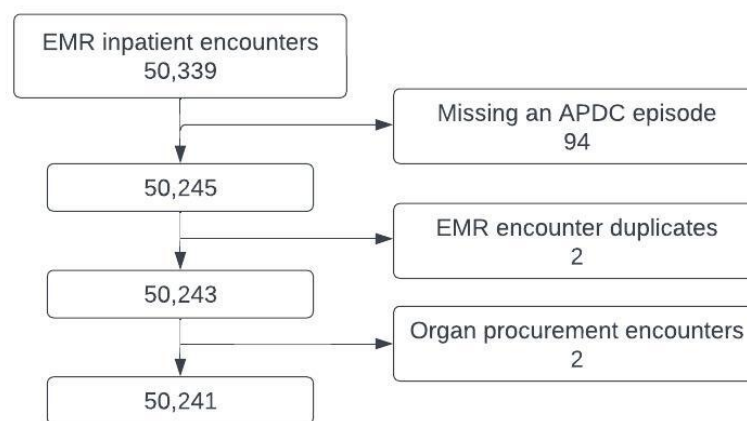 EMR inpatient encounters
50,339
Missing an APDC episode
94
50,245
EMR encounter duplicates
2
50,243
Organ procurement encounters
2
50,241